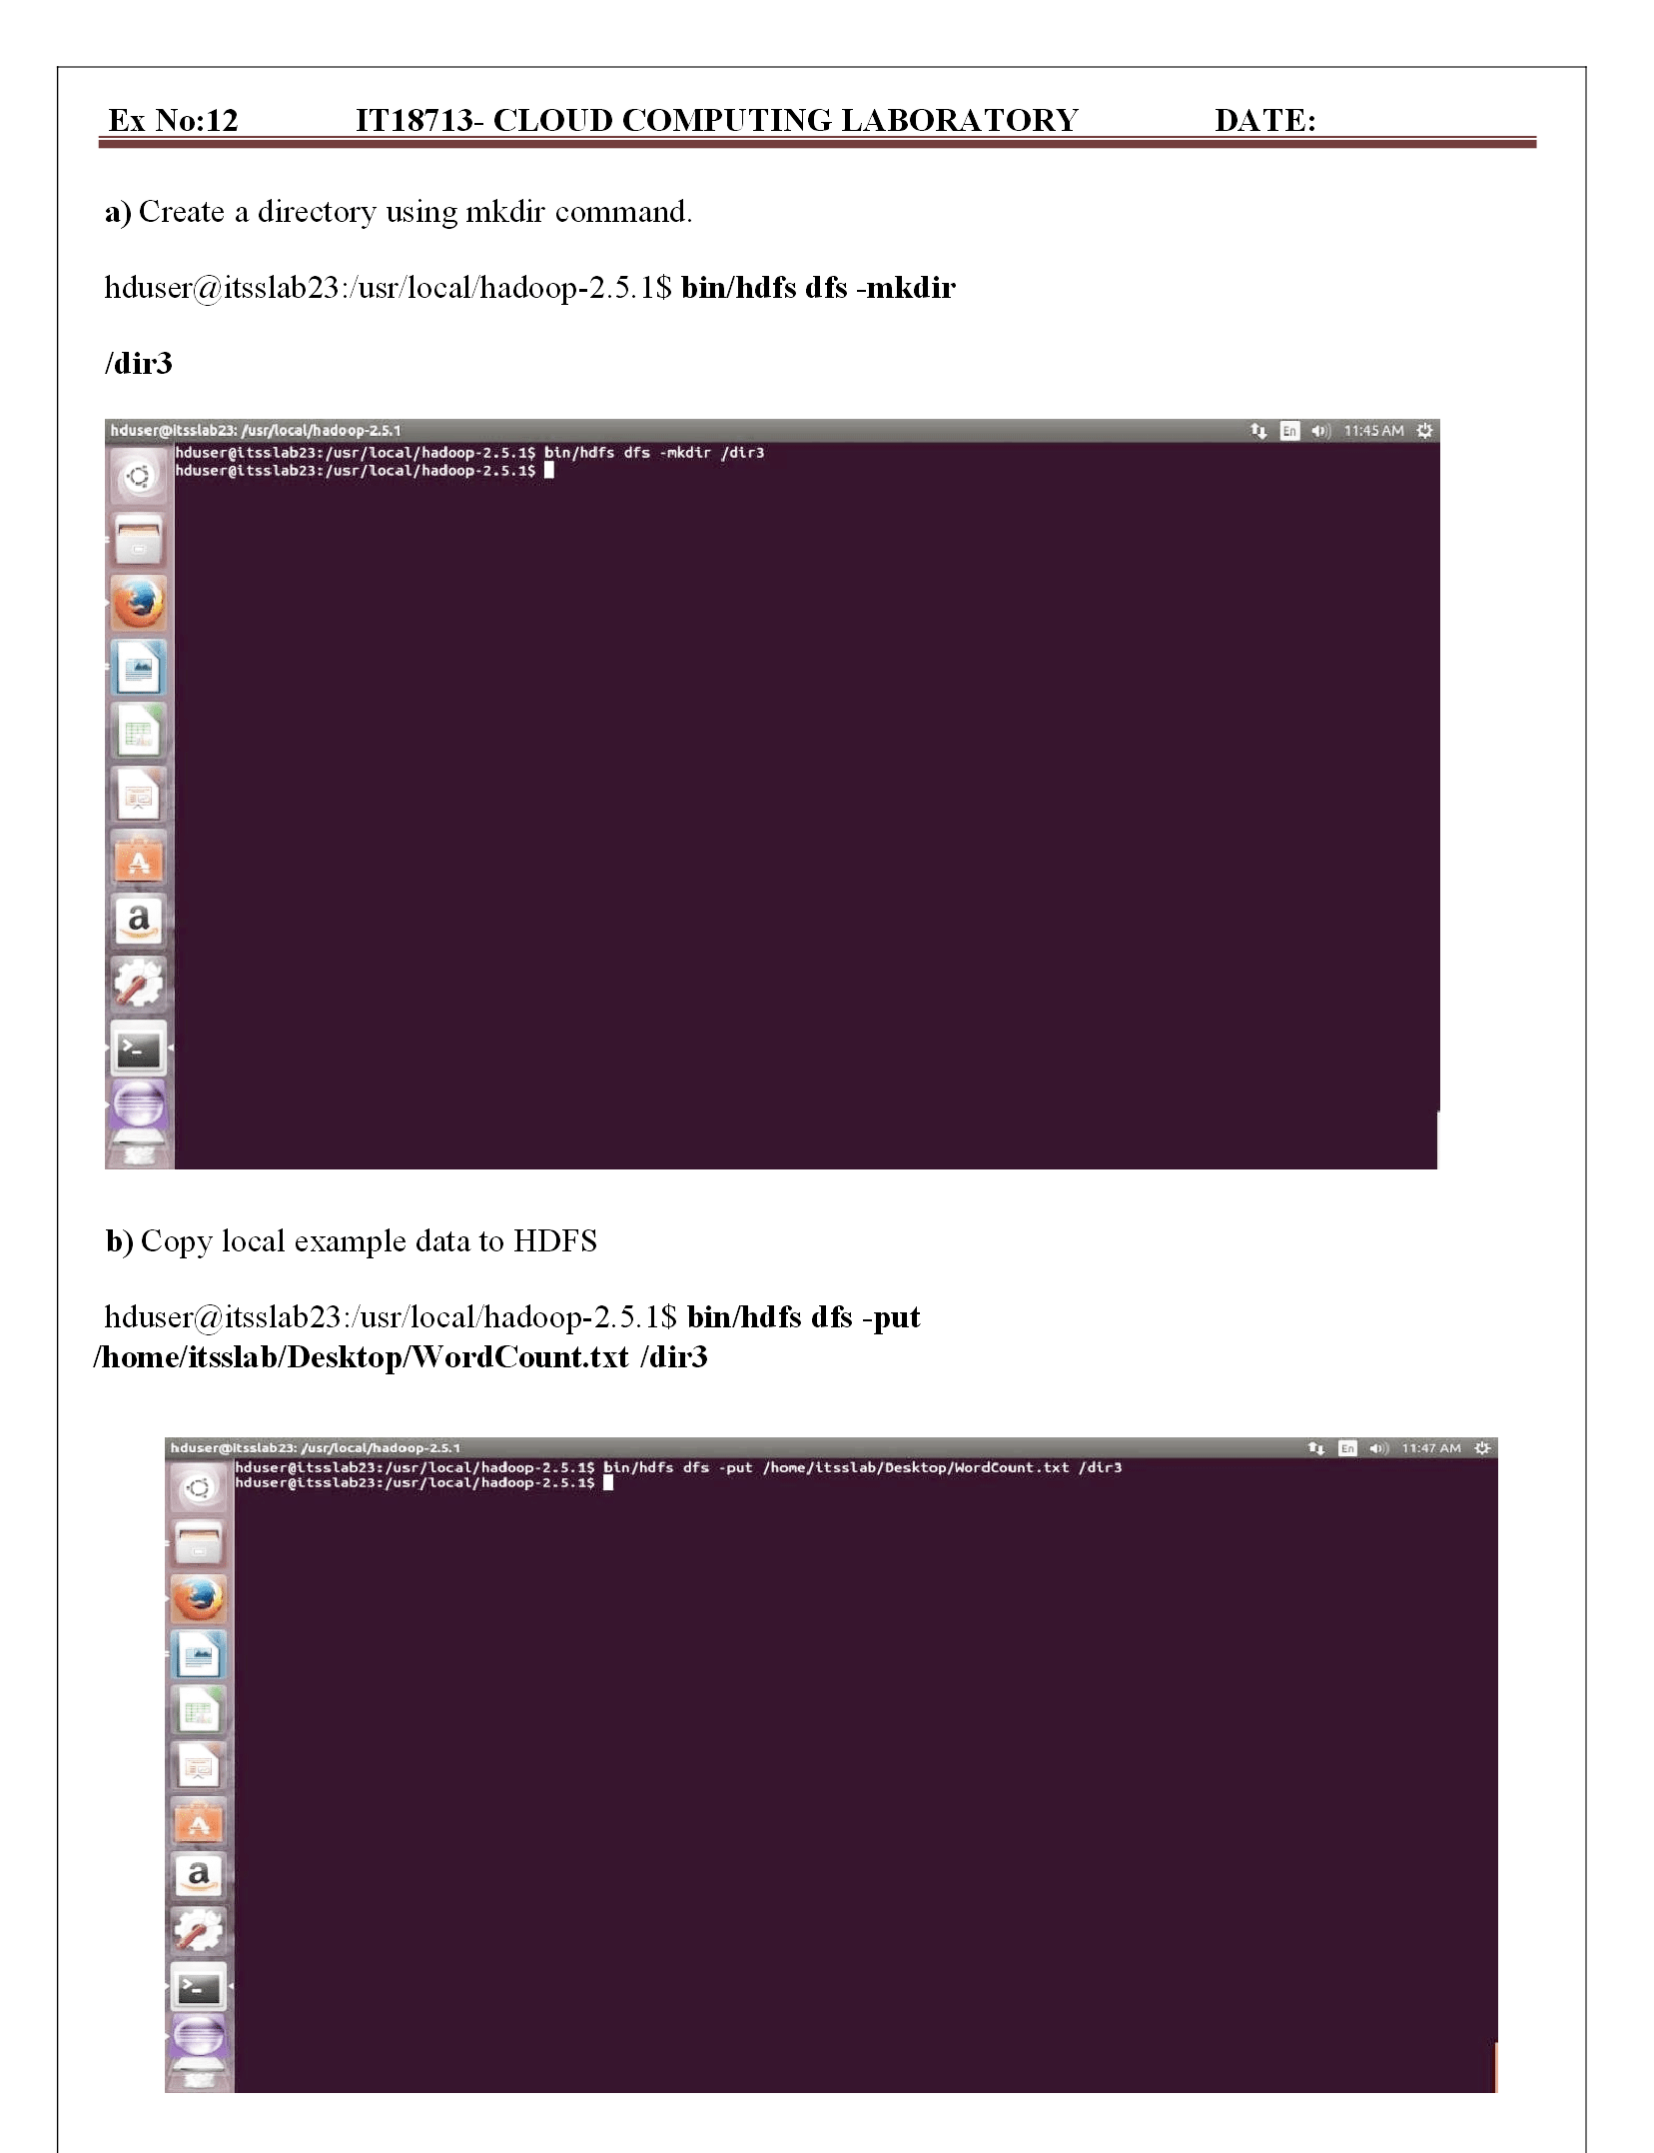 Ex No:12 IT18713- CLOUD COMPUTING LABORATORY DATE:
a) Create a directory using mkdir command.
hduser@itsslab23:/usr/local/hadoop-2.5.1$ bin/hdfs dfs -mkdir
/dir3
hduser@itsslab23: /usr/local/hadoop-2.5.1 En 11:45 AM
hduser@itsslab23:/usr/local/hadoop-2.5.1$ bin/hdfs dfs -mkdir /dir3
hduser@itsslab23:/usr/local/hadoop-2.5.1$
b) Copy local example data to HDFS
hduser@itsslab23:/usr/local/hadoop-2.5.1$ bin/hdfs dfs -put
/home/itsslab/Desktop/WordCount.txt /dir3
hduser@itsslab23: /usr/local/hadoop-2.5.1 En 11:47 AM
hduser@itsslab23:/usr/local/hadoop-2.5.1$ bin/hdfs dfs -put /home/itsslab/Desktop/WordCount.txt /dir3
hduser@itsslab23:/usr/local/hadoop-2.5.1$